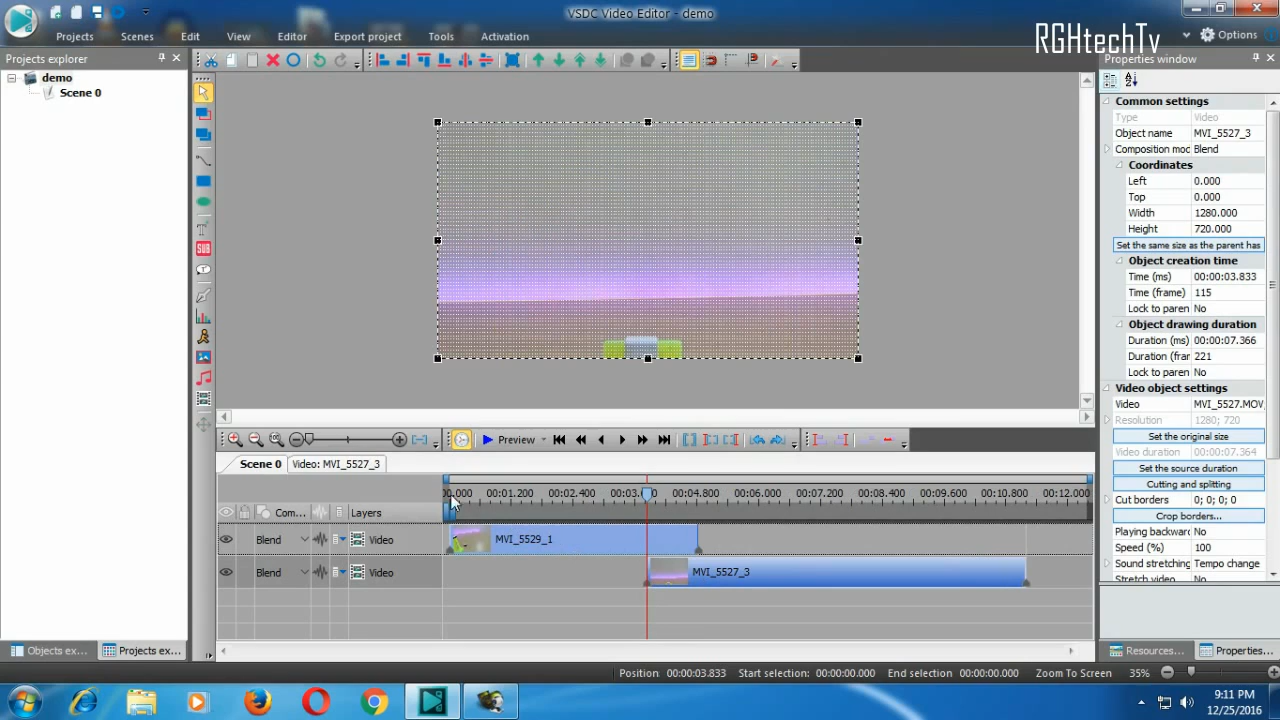 VSDC Video Editor - demo
Projects Scenes Edit View Editor Export project Tools Activation
RGHtechTv
Options
Projects explorer
demo
Scene 0
SUB
T
Properties window
Common settings
Type Video
Object name MVI_5527_3
Composition moc Blend
Coordinates
Left 0.000
Top 0.000
Width 1280.000
Height 720.000
Set the same size as the parent has
Object creation time
Time (ms) 00:00:03.833
Time (frame) 115
Lock to paren No
Object drawing duration
Duration (ms) 00:00:07.366
Duration (frar 221
Lock to paren No
Video object settings
Video MVI_5527.MOV,
Resolution 1280; 720
Set the original size
Video duration 00:00:07.364
Set the source duration
Cutting and splitting
Cut borders 0; 0; 0; 0
Crop borders...
Playing backward No
Speed (%) 100
Sound stretching Tempo change
Stretch video No
Preview
Scene 0 Video: MVI_5527_3
00.000 00:01.200 00:02.400 00:03.600 00:04.800 00:06.000 00:07.200 00:08.400 00:09.600 00:10.800 00:12.000
Com... Layers
Blend Video MVI_5529_1
Blend Video MVI_5527_3
Objects ex... Projects ex...
Resources... Properties...
Position: 00:00:03.833 Start selection: 00:00:00.000 End selection: 00:00:00.000 Zoom To Screen 35%
9:11 PM
12/25/2016